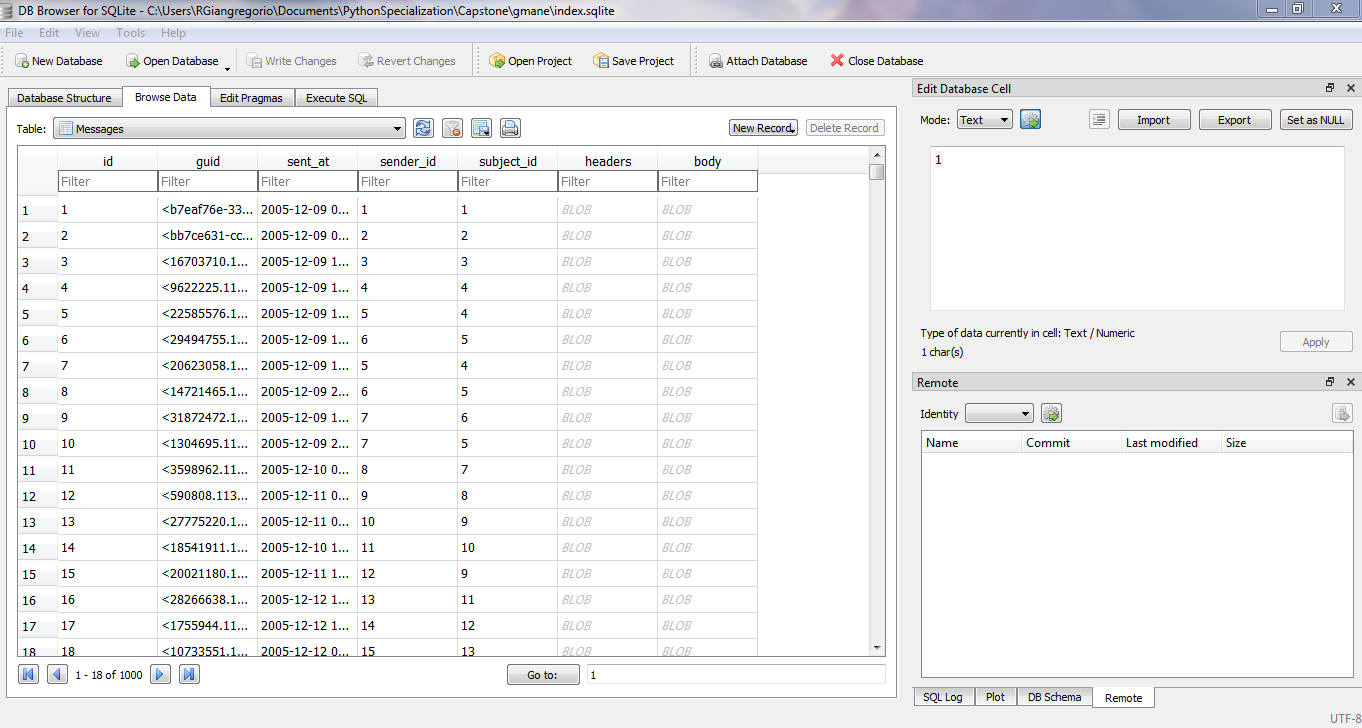 DB Browser for SQLite - C:\Users\RGiangregorio\Documents\PythonSpecialization\Capstone\gmane\index.sqlite
File Edit View Tools Help
New Database Open Database Write Changes Revert Changes Open Project Save Project Attach Database Close Database
Database Structure Browse Data Edit Pragmas Execute SQL
Table: Messages New Record Delete Record
id guid sent_at sender_id subject_id headers body
Filter Filter Filter Filter Filter Filter Filter
1 1 <b7eaf76e-33... 2005-12-09 0... 1 1 BLOB BLOB
2 2 <bb7ce631-cc... 2005-12-09 0... 2 2 BLOB BLOB
3 3 <16703710.1... 2005-12-09 1... 3 3 BLOB BLOB
4 4 <9622225.11... 2005-12-09 1... 4 4 BLOB BLOB
5 5 <22585576.1... 2005-12-09 1... 5 4 BLOB BLOB
6 6 <29494755.1... 2005-12-09 1... 6 5 BLOB BLOB
7 7 <20623058.1... 2005-12-09 1... 5 4 BLOB BLOB
8 8 <14721465.1... 2005-12-09 2... 6 5 BLOB BLOB
9 9 <31872472.1... 2005-12-09 1... 7 6 BLOB BLOB
10 10 <1304695.11... 2005-12-09 2... 7 5 BLOB BLOB
11 11 <3598962.11... 2005-12-10 0... 8 7 BLOB BLOB
12 12 <590808.113... 2005-12-11 0... 9 8 BLOB BLOB
13 13 <27775220.1... 2005-12-11 0... 10 9 BLOB BLOB
14 14 <18541911.1... 2005-12-10 1... 11 10 BLOB BLOB
15 15 <20021180.1... 2005-12-11 1... 12 9 BLOB BLOB
16 16 <28266638.1... 2005-12-12 1... 13 11 BLOB BLOB
17 17 <1755944.11... 2005-12-12 1... 14 12 BLOB BLOB
18 18 <10733551.1... 2005-12-12 0... 15 13 BLOB BLOB
1 - 18 of 1000 Go to: 1
Edit Database Cell
Mode: Text Import Export Set as NULL
1
Type of data currently in cell: Text / Numeric
1 char(s)
Apply
Remote
Identity
Name Commit Last modified Size
SQL Log Plot DB Schema Remote
UTF-8